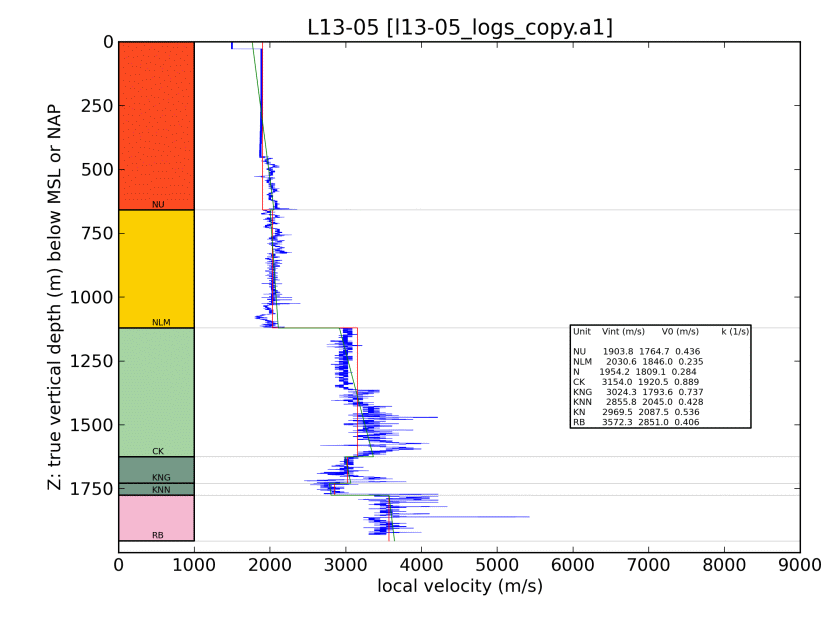 L13-05 [l13-05_logs_copy.a1]
Z: true vertical depth (m) below MSL or NAP
0
250
500
750
1000
1250
1500
1750
NU
NLM
CK
KNG
KNN
RB
Unit Vint (m/s) V0 (m/s) k (1/s)
NU 1903.8 1764.7 0.436
NLM 2030.6 1846.0 0.235
N 1954.2 1809.1 0.284
CK 3154.0 1920.5 0.889
KNG 3024.3 1793.6 0.737
KNN 2855.8 2045.0 0.428
KN 2969.5 2087.5 0.536
RB 3572.3 2851.0 0.406
0 1000 2000 3000 4000 5000 6000 7000 8000 9000
local velocity (m/s)